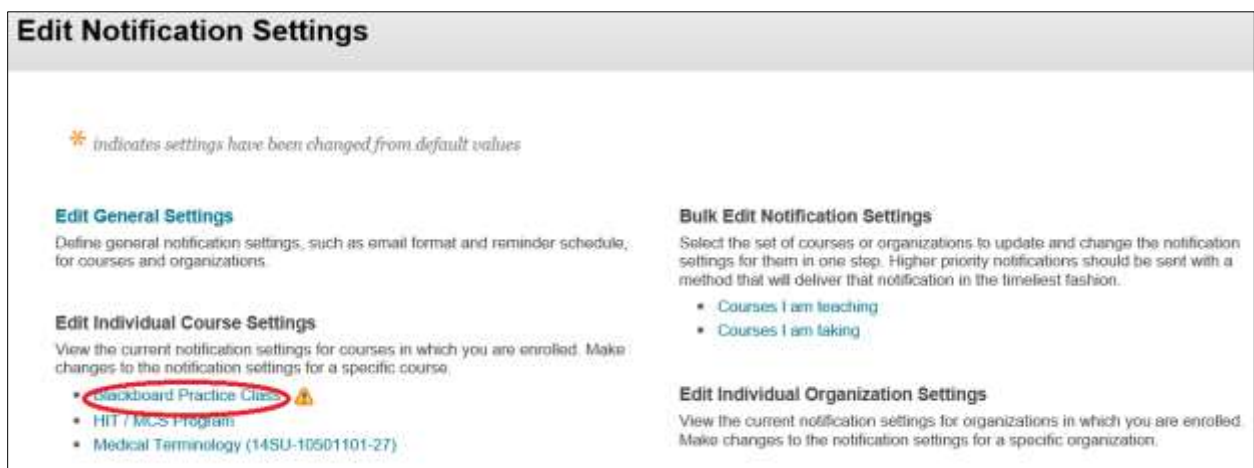 Edit Notification Settings
* indicates settings have been changed from default values
Edit General Settings
Define general notification settings, such as email format and reminder schedule,
for courses and organizations.
Edit Individual Course Settings
View the current notification settings for courses in which you are enrolled. Make
changes to the notification settings for a specific course.
Blackboard Practice Class
HIT / MCS Program
Medical Terminology (14SU-10501101-27)
Bulk Edit Notification Settings
Select the set of courses or organizations to update and change the notification
settings for them in one step. Higher priority notifications should be sent with a
method that will deliver that notification in the timeliest fashion.
Courses I am teaching
Courses I am taking
Edit Individual Organization Settings
View the current notification settings for organizations in which you are enrolled.
Make changes to the notification settings for a specific organization.